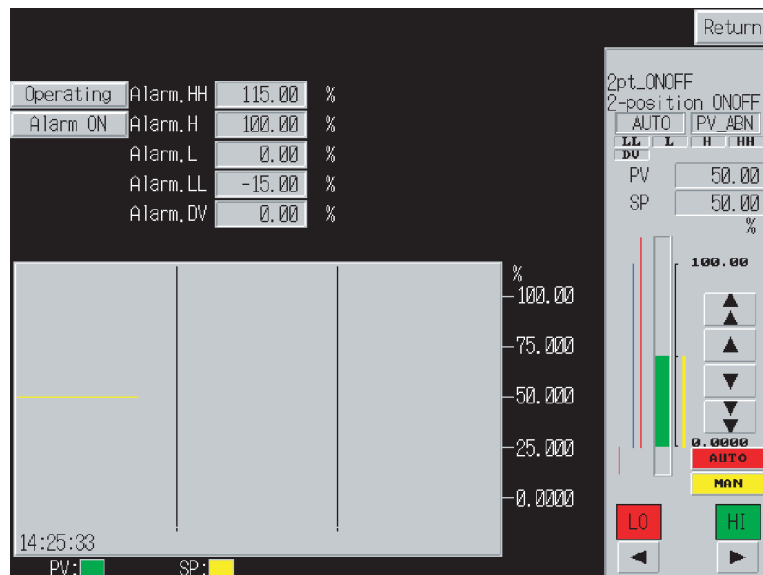 Return
Operating Alarm.HH 115.00 %
Alarm ON Alarm.H 100.00 %
Alarm.L 0.00 %
Alarm.LL -15.00 %
Alarm.DV 0.00 %
2pt_ONOFF
2-position ONOFF
AUTO PV_ABN
LL L H HH
DV
PV 50.00
SP 50.00
%
100.00
0.0000
AUTO
MAN
LO HI
%
100.00
75.000
50.000
25.000
0.0000
14:25:33
PV: SP: